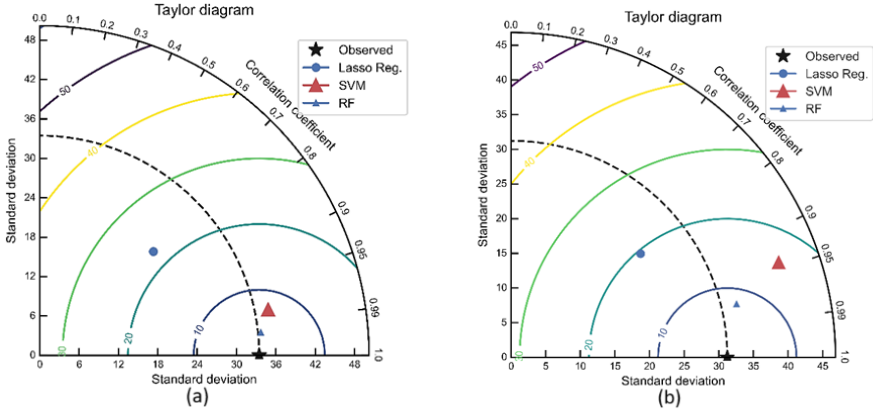 Taylor diagram
0.0
0.1
0.2
0.3
0.4
0.5
0.6
0.7
0.8
0.9
0.95
0.99
1.0
Correlation coefficient
Observed
Lasso Reg.
SVM
RF
Standard deviation
48
42
36
30
24
18
12
6
0
50
40
30
20
10
0 6 12 18 24 30 36 42 48
Standard deviation
(a)
Taylor diagram
0.0
0.1
0.2
0.3
0.4
0.5
0.6
0.7
0.8
0.9
0.95
0.99
1.0
Correlation coefficient
Observed
Lasso Reg.
SVM
RF
Standard deviation
45
40
35
30
25
20
15
10
5
0
50
40
30
20
10
0 5 10 15 20 25 30 35 40 45
Standard deviation
(b)